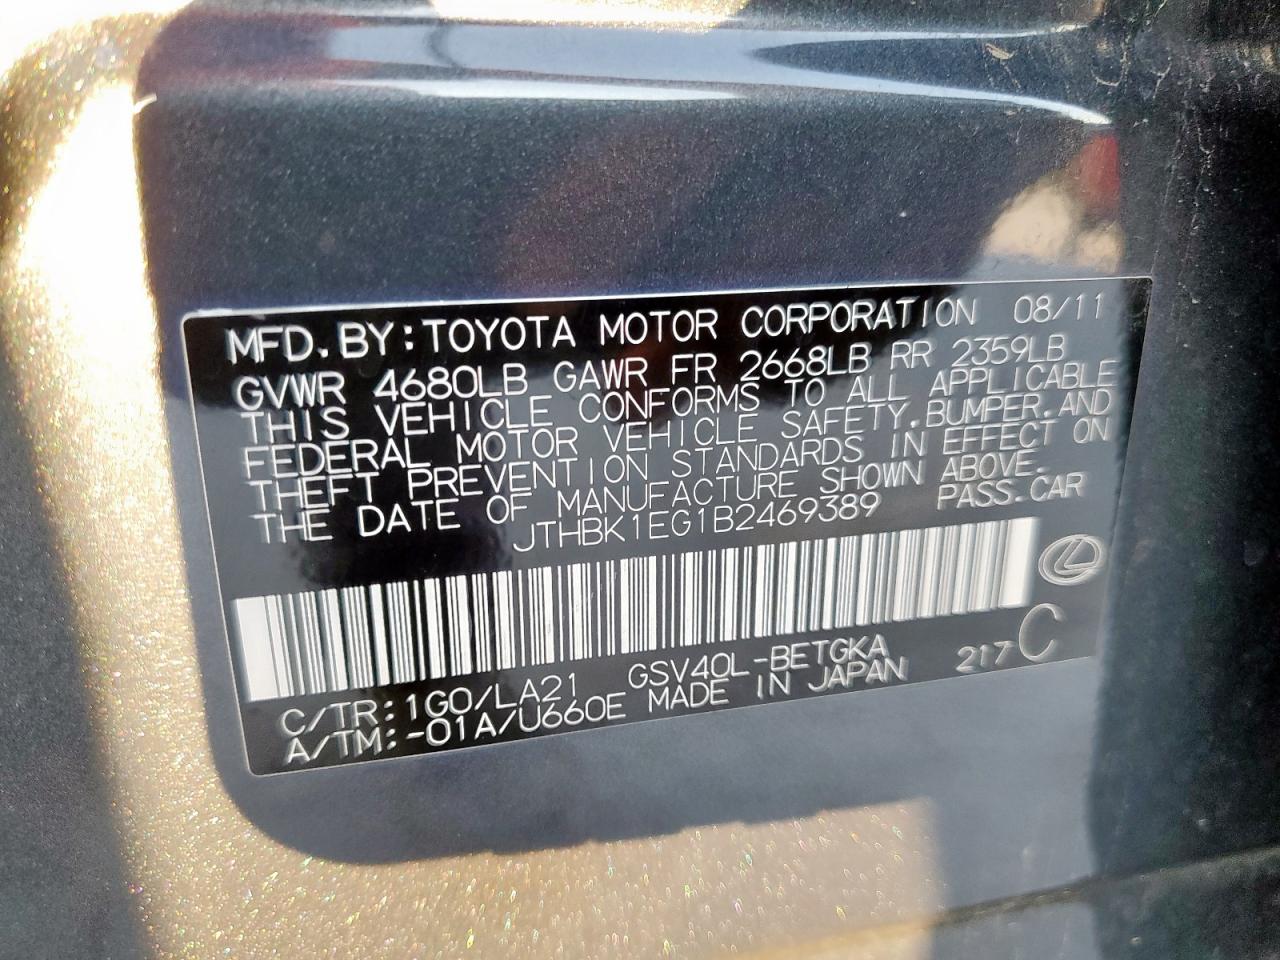 MFD.BY:TOYOTA MOTOR CORPORATION 08/11
GVWR 4680LB GAWR FR 2668LB RR 2359LB
THIS VEHICLE CONFORMS TO ALL APPLICABLE
FEDERAL MOTOR VEHICLE SAFETY,BUMPER,AND
THEFT PREVENTION STANDARDS IN EFFECT ON
THE DATE OF MANUFACTURE SHOWN ABOVE.
JTHBK1EG1B2469389 PASS.CAR
C/TR:1G0/LA21 GSV40L-BETGKA 217 C
A/TM:-01A/U660E MADE IN JAPAN